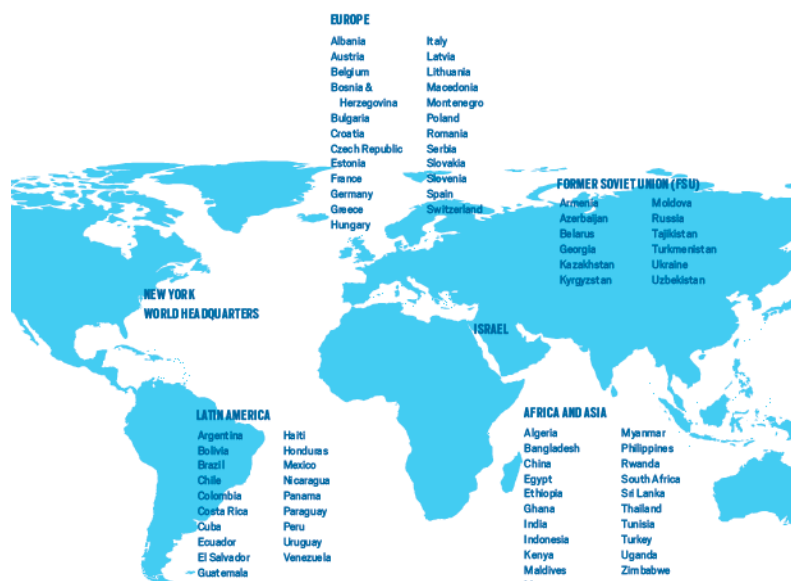 EUROPE
Albania
Austria
Belgium
Bosnia &
Herzegovina
Bulgaria
Croatia
Czech Republic
Estonia
France
Germany
Greece
Hungary
Italy
Latvia
Lithuania
Macedonia
Montenegro
Poland
Romania
Serbia
Slovakia
Slovenia
Spain
Switzerland
FORMER SOVIET UNION (FSU)
Armenia
Azerbaijan
Belarus
Georgia
Kazakhstan
Kyrgyzstan
Moldova
Russia
Tajikistan
Turkmenistan
Ukraine
Uzbekistan
NEW YORK
WORLD HEADQUARTERS
ISRAEL
LATIN AMERICA
Argentina
Bolivia
Brazil
Chile
Colombia
Costa Rica
Cuba
Ecuador
El Salvador
Guatemala
Haiti
Honduras
Mexico
Nicaragua
Panama
Paraguay
Peru
Uruguay
Venezuela
AFRICA AND ASIA
Algeria
Bangladesh
China
Egypt
Ethiopia
Ghana
India
Indonesia
Kenya
Maldives
Myanmar
Philippines
Rwanda
South Africa
Sri Lanka
Thailand
Tunisia
Turkey
Uganda
Zimbabwe